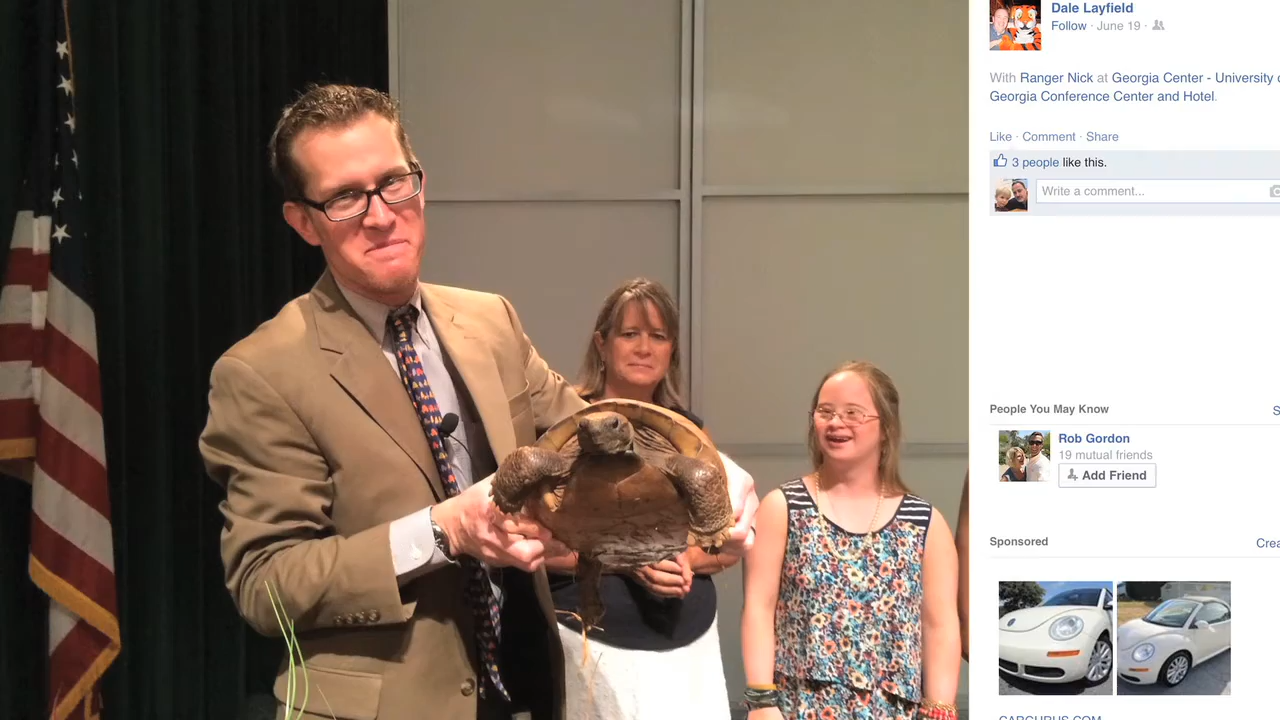 Dale Layfield
Follow · June 19 ·
With Ranger Nick at Georgia Center - University
Georgia Conference Center and Hotel.
Like · Comment · Share
3 people like this.
Write a comment...
People You May Know
Rob Gordon
19 mutual friends
Add Friend
Sponsored
CARGURUS.COM